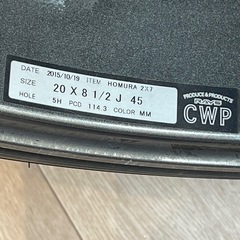 DATE 2015/10/19 ITEM HOMURA 2X7
SIZE 20 X 8 1/2 J 45
HOLE 5H PCD 114.3 COLOR MM
PRODUCE & PRODUCTS
RAYS
CWP